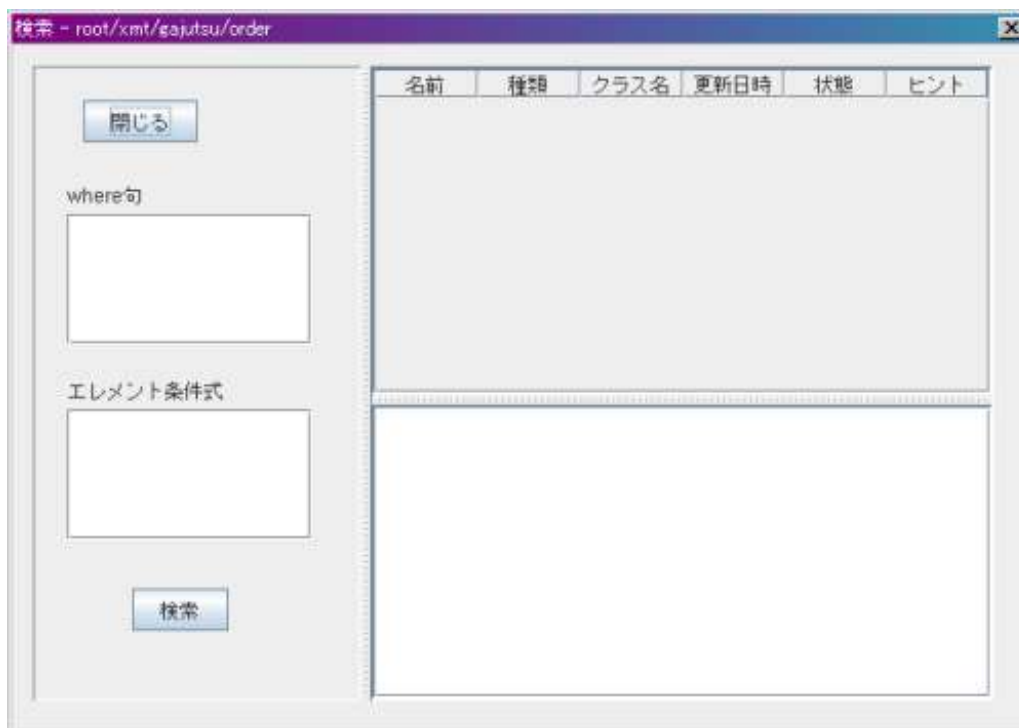 検索 - root/xmt/gajutsu/order
閉じる
where句
エレメント条件式
検索
名前 種類 クラス名 更新日時 状態 ヒント